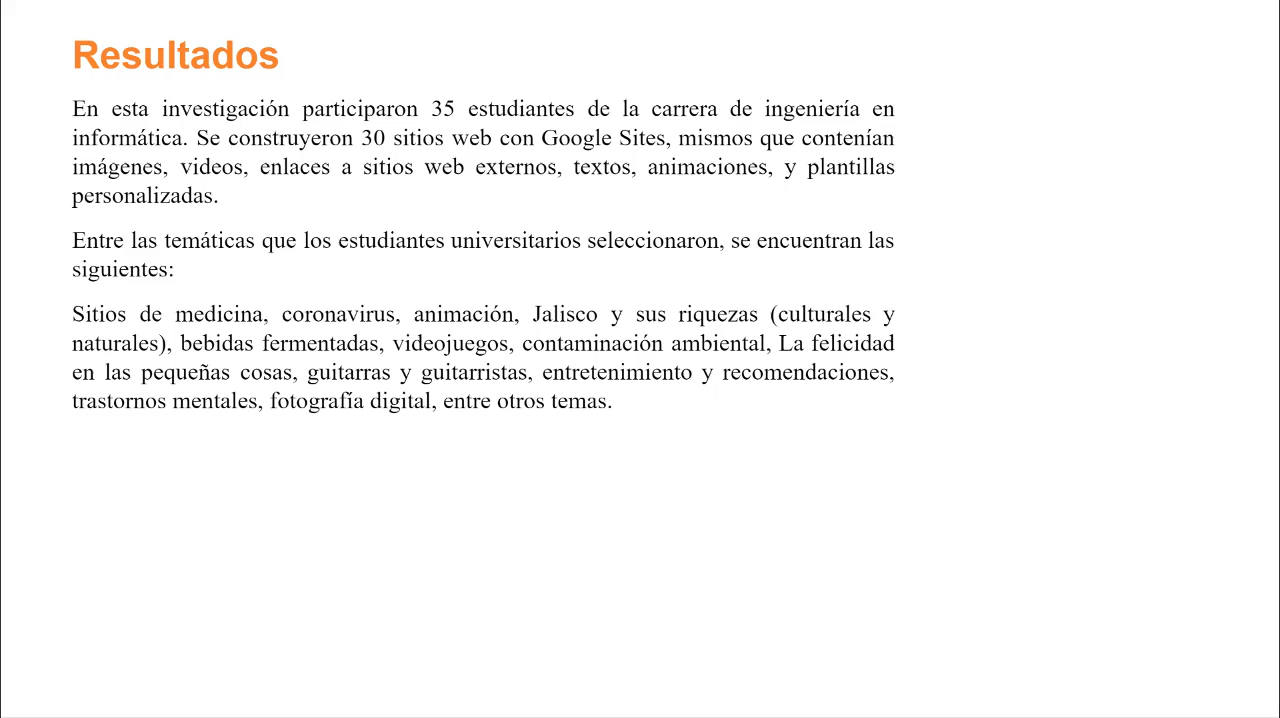 Resultados
En esta investigación participaron 35 estudiantes de la carrera de ingeniería en
informática. Se construyeron 30 sitios web con Google Sites, mismos que contenían
imágenes, videos, enlaces a sitios web externos, textos, animaciones, y plantillas
personalizadas.
Entre las temáticas que los estudiantes universitarios seleccionaron, se encuentran las
siguientes:
Sitios de medicina, coronavirus, animación, Jalisco y sus riquezas (culturales y
naturales), bebidas fermentadas, videojuegos, contaminación ambiental, La felicidad
en las pequeñas cosas, guitarras y guitarristas, entretenimiento y recomendaciones,
trastornos mentales, fotografía digital, entre otros temas.